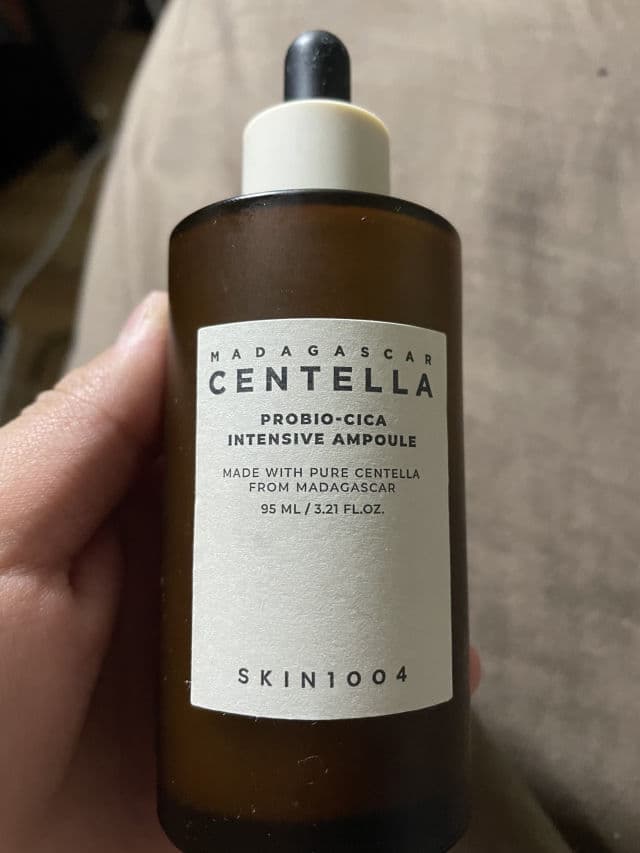 MADAGASCAR
CENTELLA
PROBIO-CICA
INTENSIVE AMPOULE
MADE WITH PURE CENTELLA
FROM MADAGASCAR
95 ML / 3.21 FL.OZ.
SKIN1004